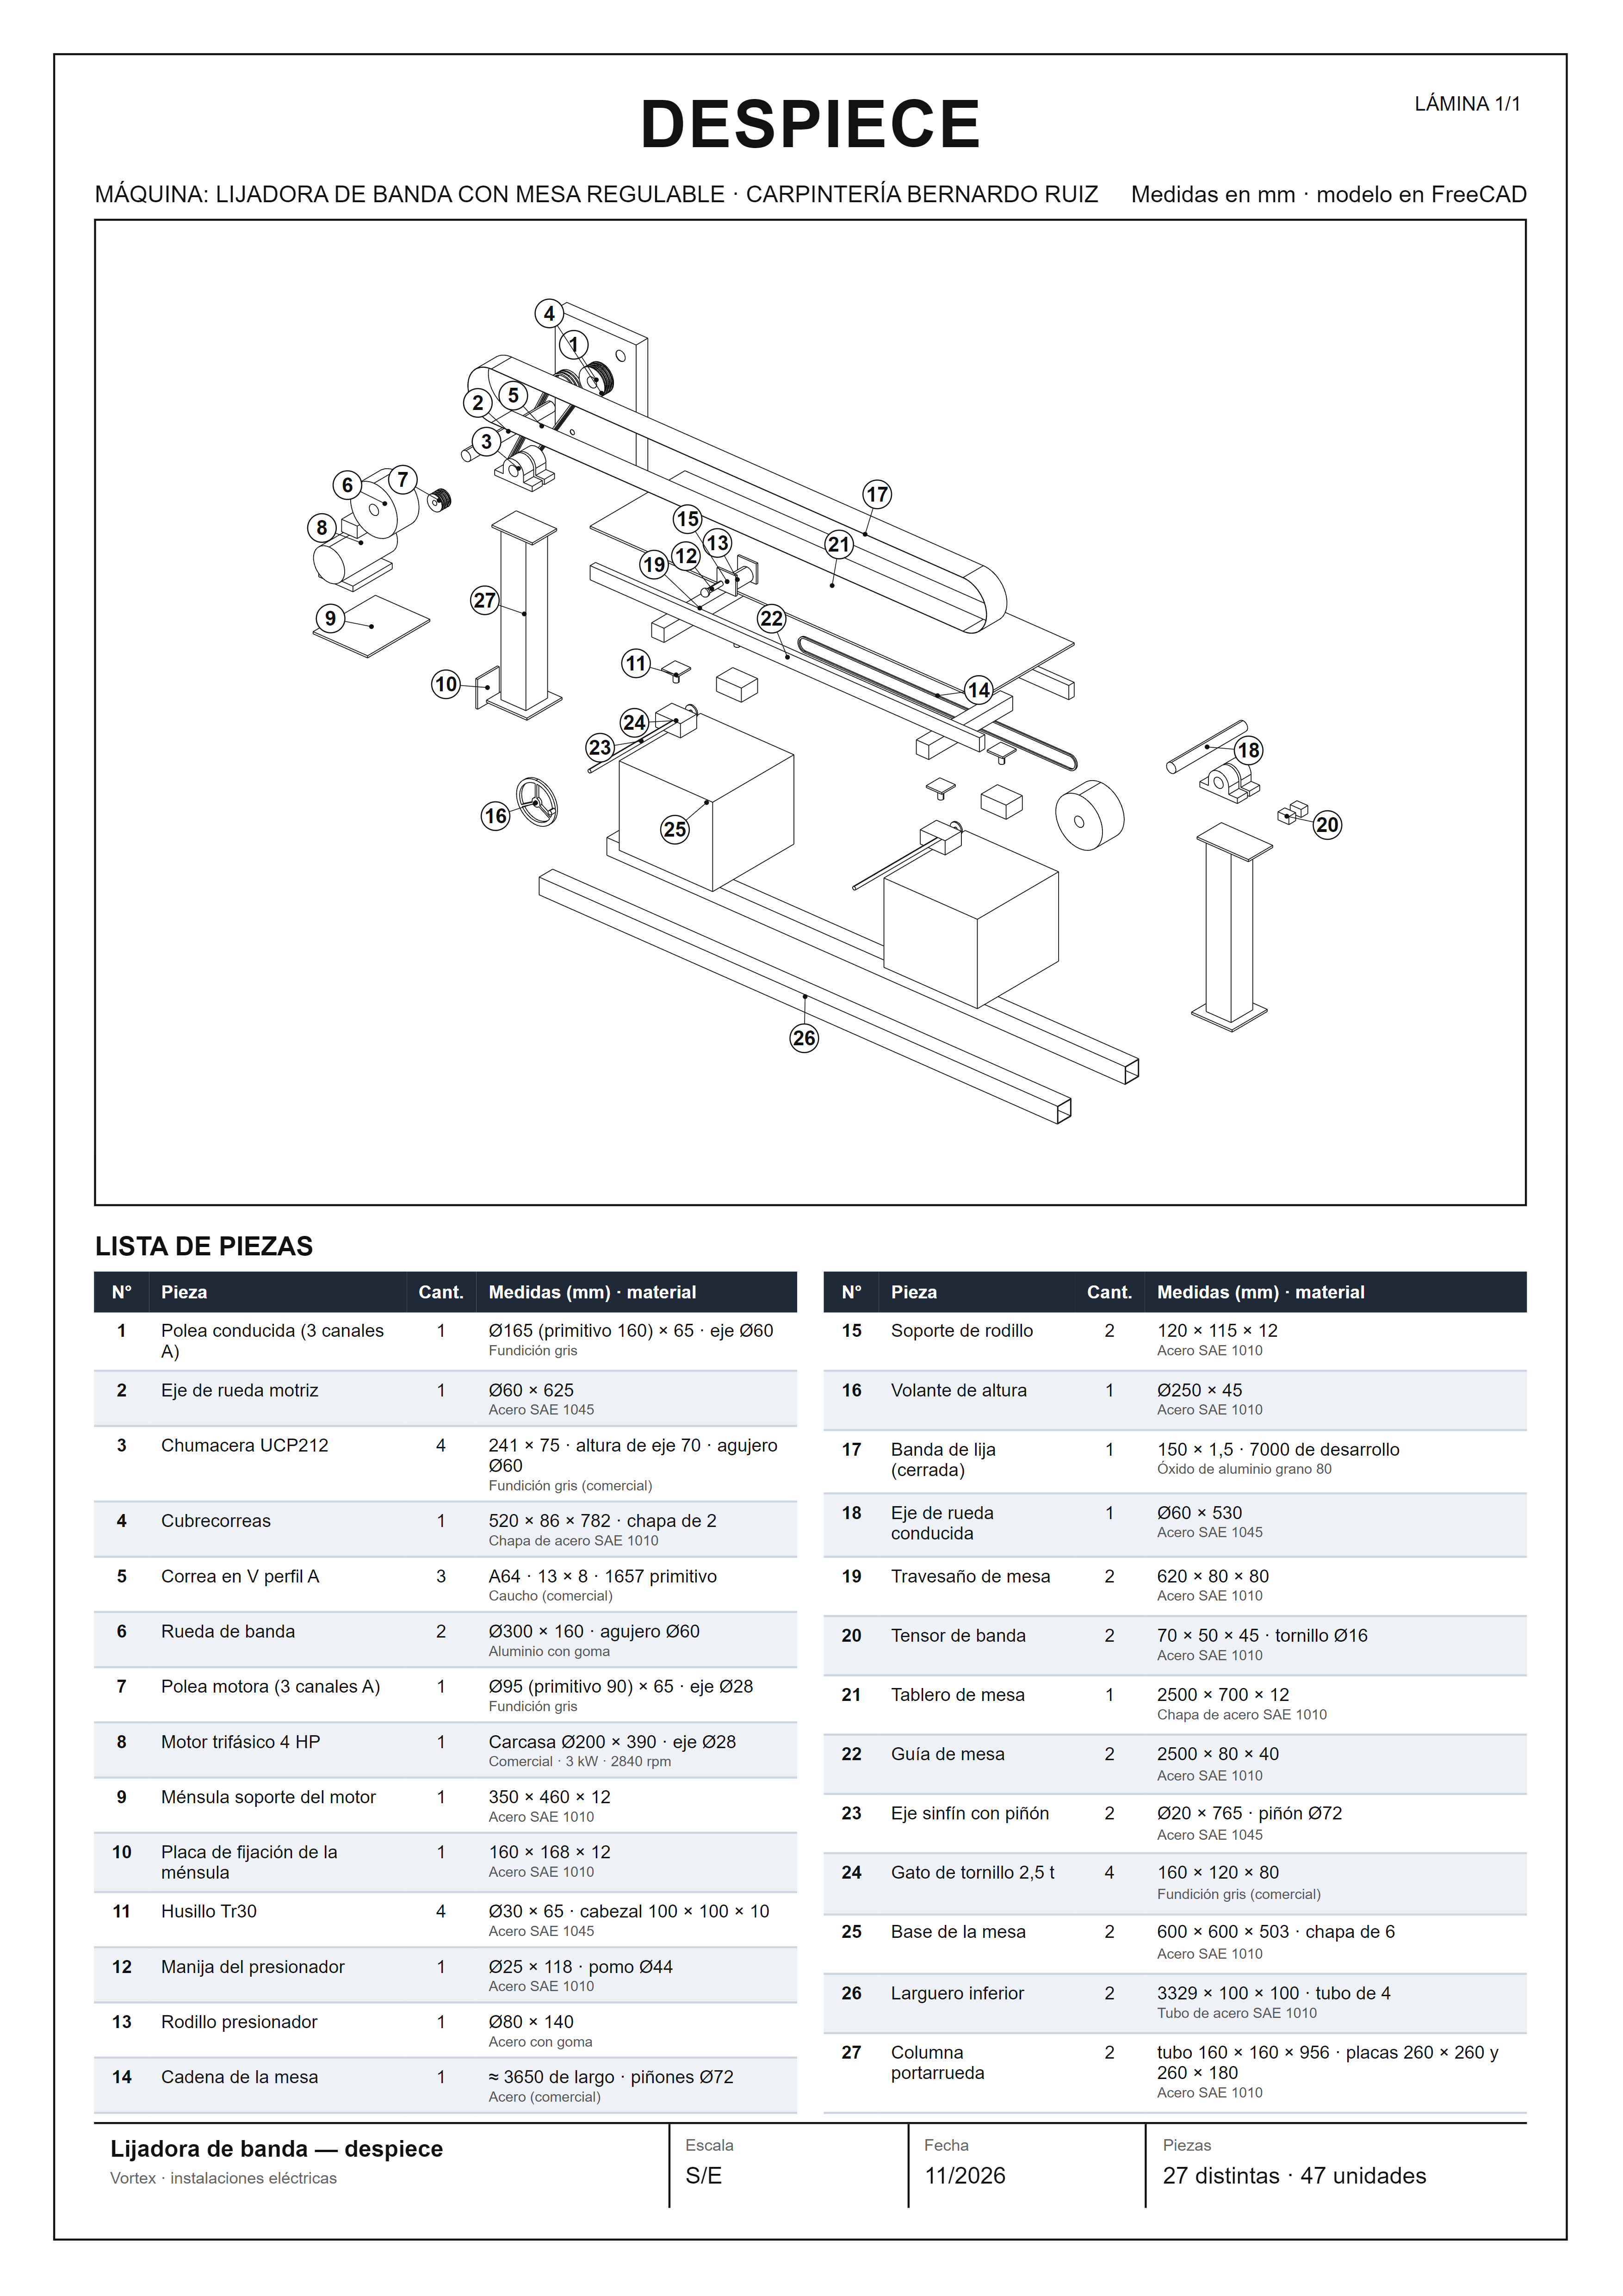 DESPIECE
LÁMINA 1/1
MÁQUINA: LIJADORA DE BANDA CON MESA REGULABLE · CARPINTERÍA BERNARDO RUIZ
Medidas en mm · modelo en FreeCAD
4
1
2
5
3
6
7
8
17
15
13
21
12
19
27
9
22
11
10
14
24
23
18
16
25
20
26
LISTA DE PIEZAS
N° Pieza Cant. Medidas (mm) · material
1 Polea conducida (3 canales A) 1 Ø165 (primitivo 160) × 65 · eje Ø60
Fundición gris
2 Eje de rueda motriz 1 Ø60 × 625
Acero SAE 1045
3 Chumacera UCP212 4 241 × 75 · altura de eje 70 · agujero Ø60
Fundición gris (comercial)
4 Cubrecorreas 1 520 × 86 × 782 · chapa de 2
Chapa de acero SAE 1010
5 Correa en V perfil A 3 A64 · 13 × 8 · 1657 primitivo
Caucho (comercial)
6 Rueda de banda 2 Ø300 × 160 · agujero Ø60
Aluminio con goma
7 Polea motora (3 canales A) 1 Ø95 (primitivo 90) × 65 · eje Ø28
Fundición gris
8 Motor trifásico 4 HP 1 Carcasa Ø200 × 390 · eje Ø28
Comercial · 3 kW · 2840 rpm
9 Ménsula soporte del motor 1 350 × 460 × 12
Acero SAE 1010
10 Placa de fijación de la ménsula 1 160 × 168 × 12
Acero SAE 1010
11 Husillo Tr30 4 Ø30 × 65 · cabezal 100 × 100 × 10
Acero SAE 1045
12 Manija del presionador 1 Ø25 × 118 · pomo Ø44
Acero SAE 1010
13 Rodillo presionador 1 Ø80 × 140
Acero con goma
14 Cadena de la mesa 1 ≈ 3650 de largo · piñones Ø72
Acero (comercial)
N° Pieza Cant. Medidas (mm) · material
15 Soporte de rodillo 2 120 × 115 × 12
Acero SAE 1010
16 Volante de altura 1 Ø250 × 45
Acero SAE 1010
17 Banda de lija (cerrada) 1 150 × 1,5 · 7000 de desarrollo
Óxido de aluminio grano 80
18 Eje de rueda conducida 1 Ø60 × 530
Acero SAE 1045
19 Travesaño de mesa 2 620 × 80 × 80
Acero SAE 1010
20 Tensor de banda 2 70 × 50 × 45 · tornillo Ø16
Acero SAE 1010
21 Tablero de mesa 1 2500 × 700 × 12
Chapa de acero SAE 1010
22 Guía de mesa 2 2500 × 80 × 40
Acero SAE 1010
23 Eje sinfín con piñón 2 Ø20 × 765 · piñón Ø72
Acero SAE 1045
24 Gato de tornillo 2,5 t 4 160 × 120 × 80
Fundición gris (comercial)
25 Base de la mesa 2 600 × 600 × 503 · chapa de 6
Acero SAE 1010
26 Larguero inferior 2 3329 × 100 × 100 · tubo de 4
Tubo de acero SAE 1010
27 Columna portarrueda 2 tubo 160 × 160 × 956 · placas 260 × 260 y 260 × 180
Acero SAE 1010
Lijadora de banda — despiece
Vortex · instalaciones eléctricas
Escala
S/E
Fecha
11/2026
Piezas
27 distintas · 47 unidades